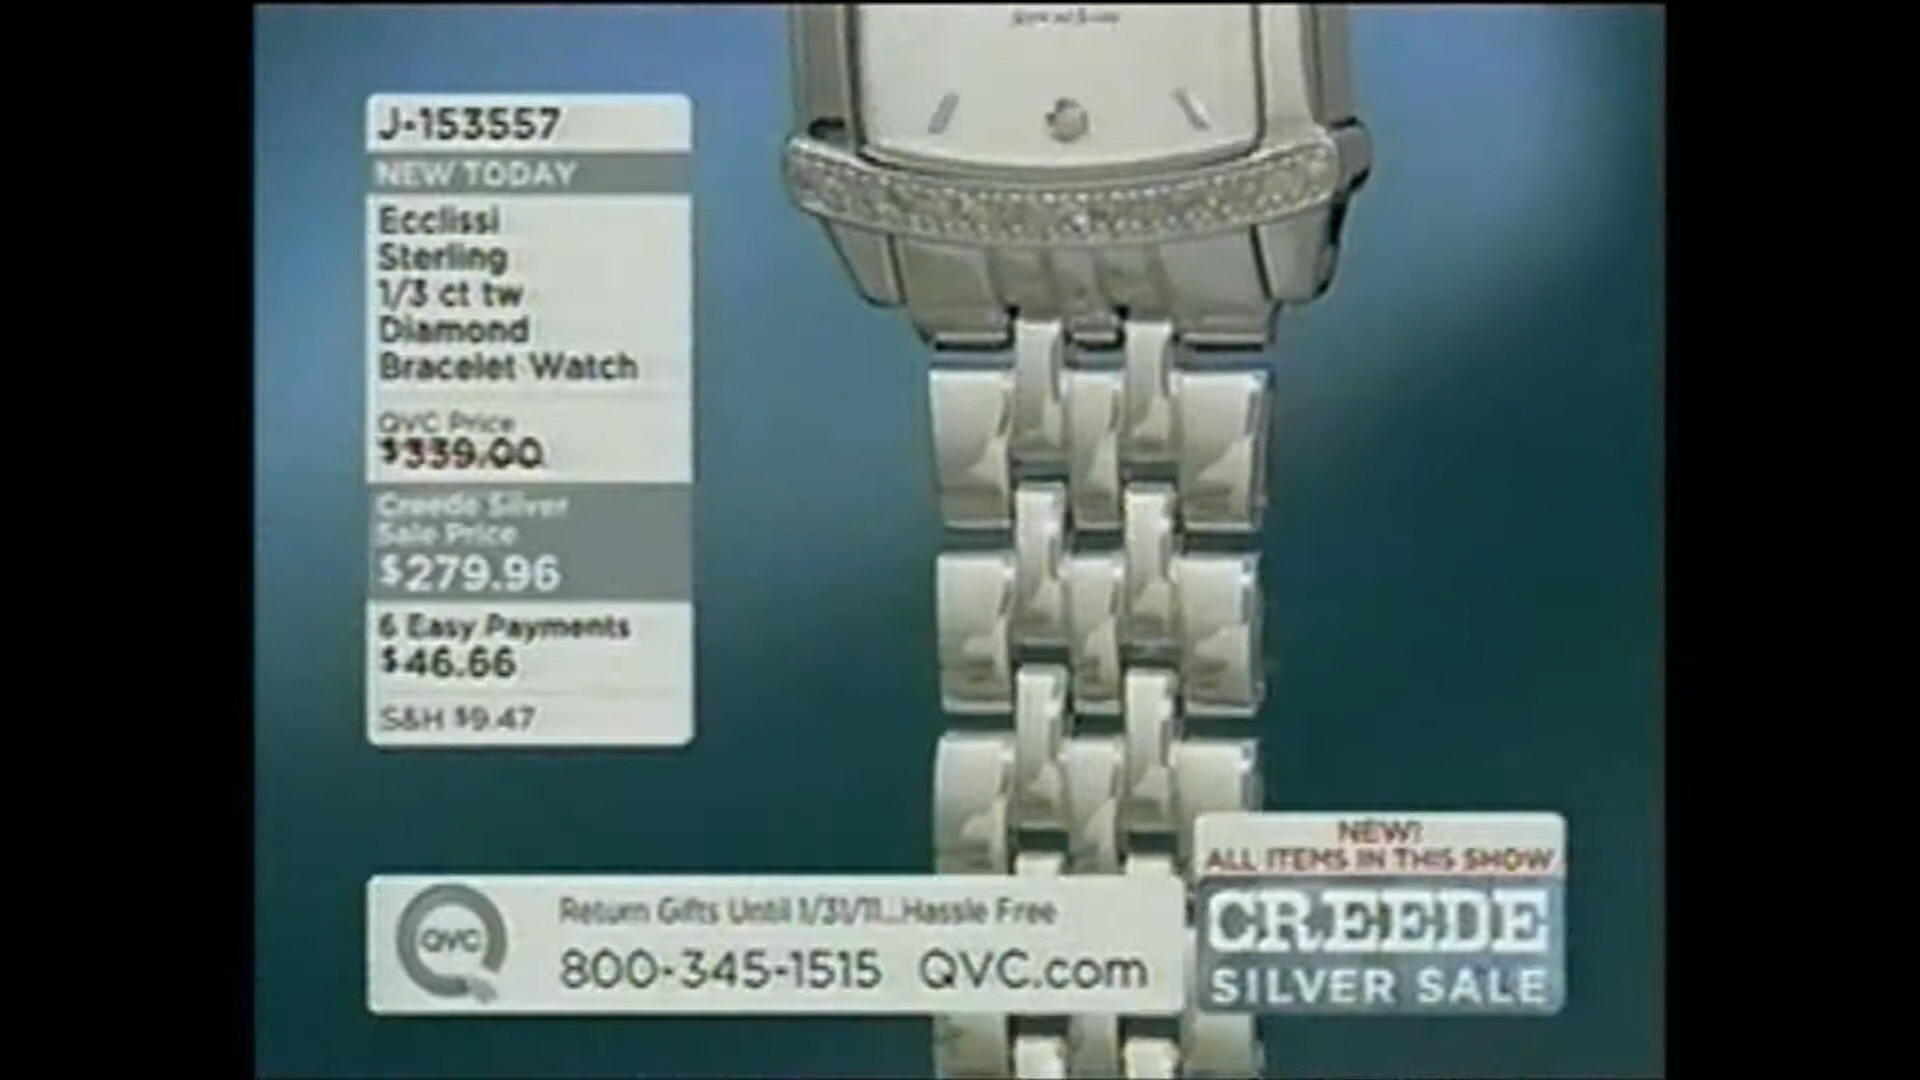 J-153557
NEW TODAY
Ecclissi
Sterling
1/3 ct tw
Diamond
Bracelet Watch
QVC Price
$339.00
Creede Silver
Sale Price
$279.96
6 Easy Payments
$46.66
S&H $9.47
QVC
Return Gifts Until 1/31/11...Hassle Free
800-345-1515 QVC.com
NEW!
ALL ITEMS IN THIS SHOW
CREEDE
SILVER SALE